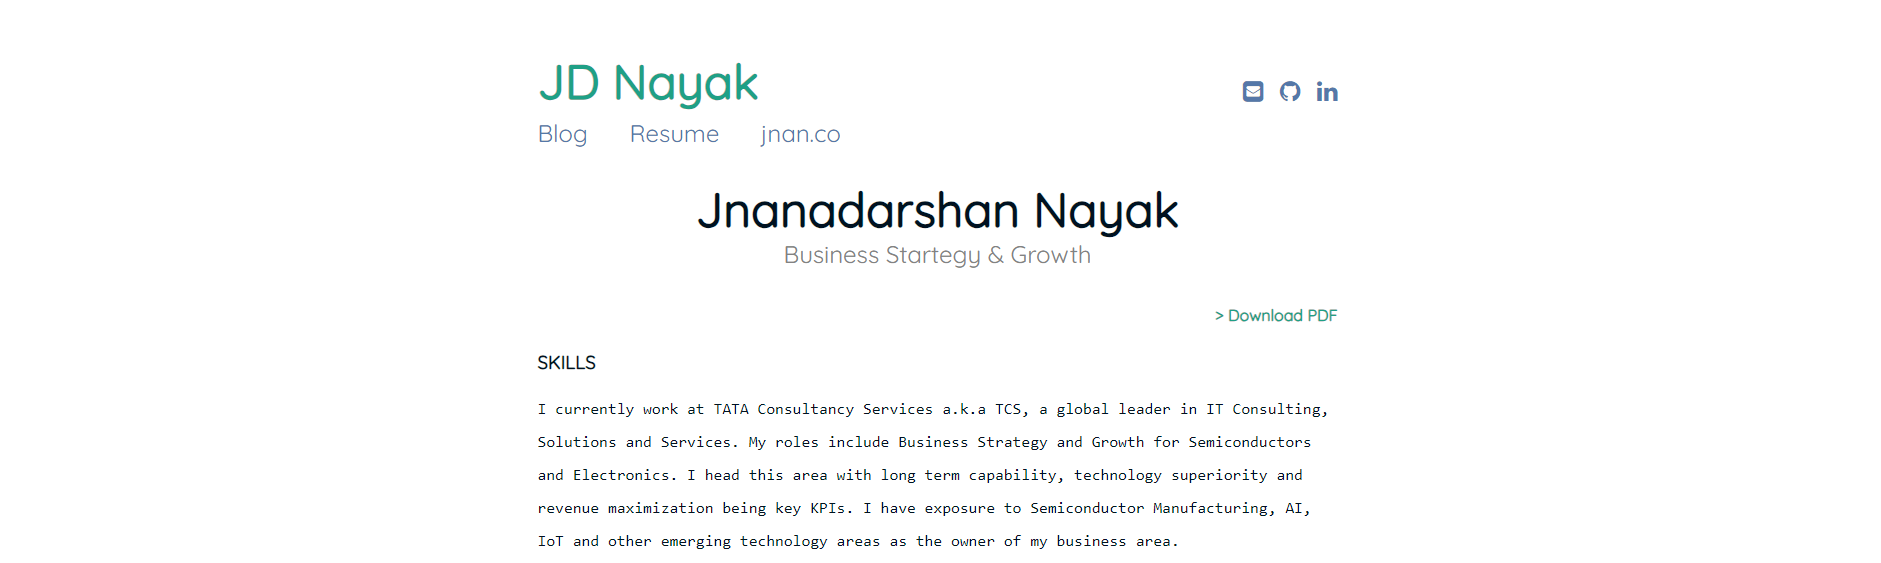 JD Nayak
Blog Resume jnan.co
Jnanadarshan Nayak
Business Startegy & Growth
> Download PDF
SKILLS
I currently work at TATA Consultancy Services a.k.a TCS, a global leader in IT Consulting,
Solutions and Services. My roles include Business Strategy and Growth for Semiconductors
and Electronics. I head this area with long term capability, technology superiority and
revenue maximization being key KPIs. I have exposure to Semiconductor Manufacturing, AI,
IoT and other emerging technology areas as the owner of my business area.